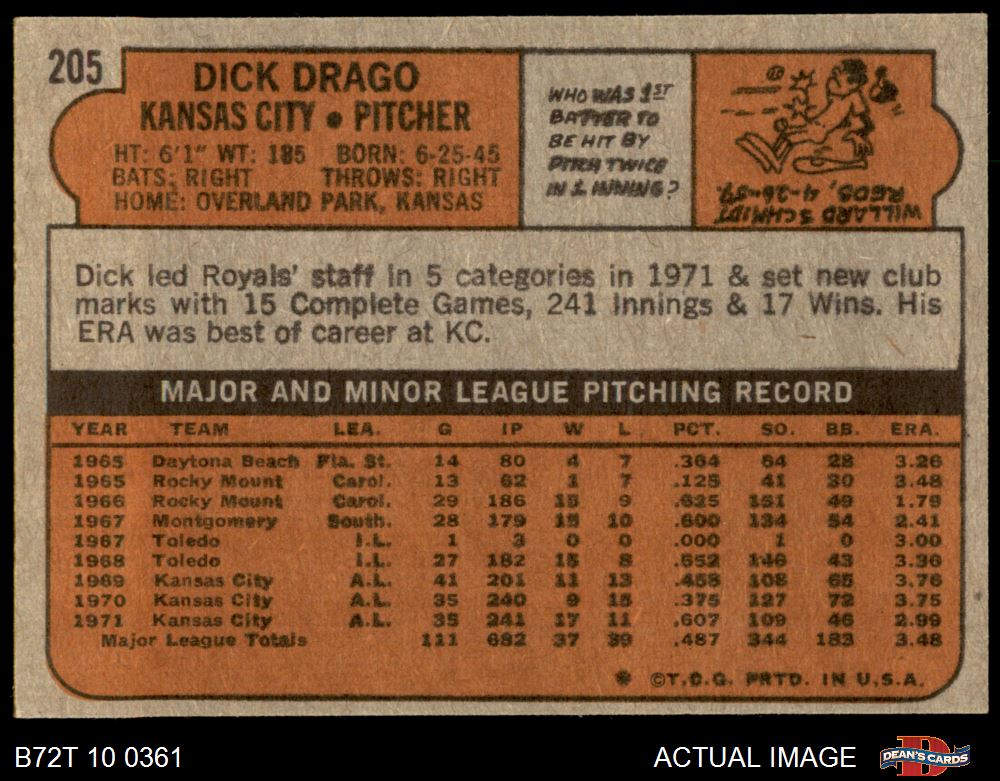 205
DICK DRAGO
KANSAS CITY • PITCHER
HT: 6'1" WT: 185 BORN: 6-25-45
BATS: RIGHT THROWS: RIGHT
HOME: OVERLAND PARK, KANSAS
WHO WAS 1ST
BATTER TO
BE HIT BY
PITCH TWICE
IN 1 INNING?
WILLARD SCHMIDT
REDS, 4-26-59.
Dick led Royals' staff in 5 categories in 1971 & set new club
marks with 15 Complete Games, 241 Innings & 17 Wins. His
ERA was best of career at KC.
MAJOR AND MINOR LEAGUE PITCHING RECORD
YEAR TEAM LEA. G IP W L PCT. SO. BB. ERA.
1965 Daytona Beach Fla. St. 14 80 4 7 .364 64 28 3.26
1965 Rocky Mount Carol. 13 62 1 7 .125 41 30 3.48
1966 Rocky Mount Carol. 29 186 15 9 .625 151 49 1.79
1967 Montgomery South. 28 179 15 10 .600 134 54 2.41
1967 Toledo I.L. 1 3 0 0 .000 1 0 3.00
1968 Toledo I.L. 27 182 15 8 .652 146 43 3.36
1969 Kansas City A.L. 41 201 11 13 .458 108 65 3.76
1970 Kansas City A.L. 35 240 9 15 .375 127 72 3.75
1971 Kansas City A.L. 35 241 17 11 .607 109 46 2.99
Major League Totals 111 682 37 39 .487 344 183 3.48
* ©T.C.G. PRTD. IN U.S.A.
B72T 10 0361
ACTUAL IMAGE
DEAN'S CARDS